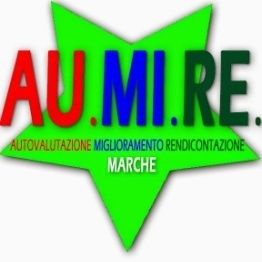 AU.MI.RE.
AUTOVALUTAZIONE MIGLIORAMENTO RENDICONTAZIONE
MARCHE